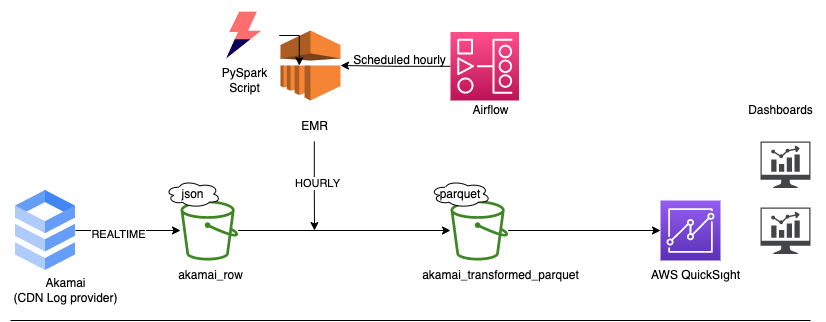 PySpark
Script
Scheduled hourly
Airflow
EMR
Dashboards
HOURLY
json
parquet
REALTIME
Akamai
(CDN Log provider)
akamai_row
akamai_transformed_parquet
AWS QuickSight